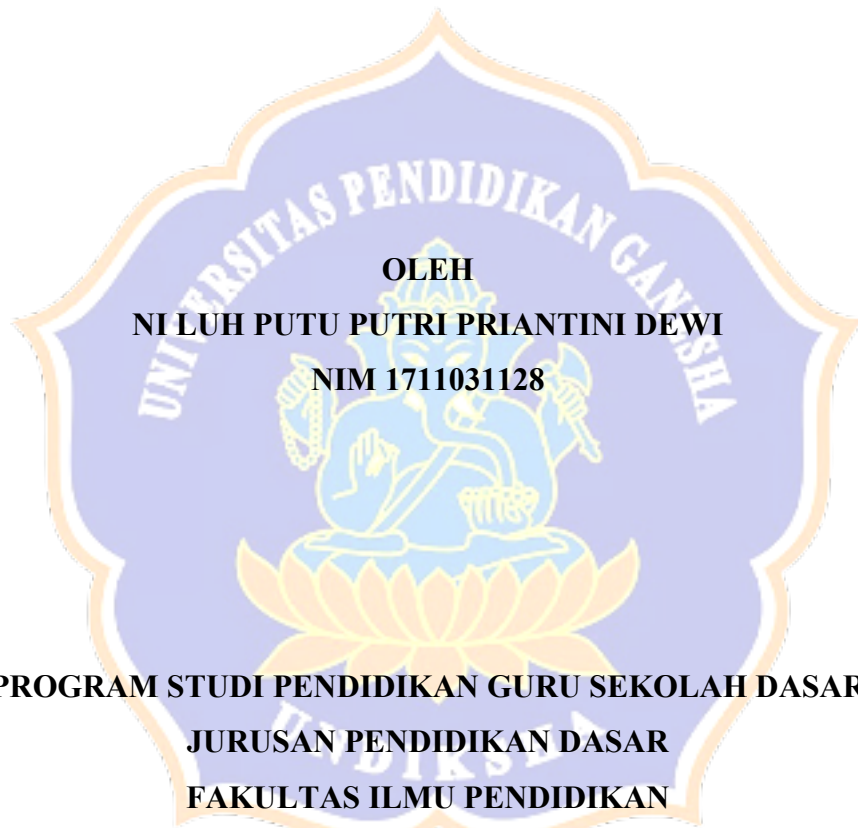 UNIVERSITAS PENDIDIKAN GANESHA
OLEH
NI LUH PUTU PUTRI PRIANTINI DEWI
NIM 1711031128
PROGRAM STUDI PENDIDIKAN GURU SEKOLAH DASAR
JURUSAN PENDIDIKAN DASAR
UNDIKSHA
FAKULTAS ILMU PENDIDIKAN